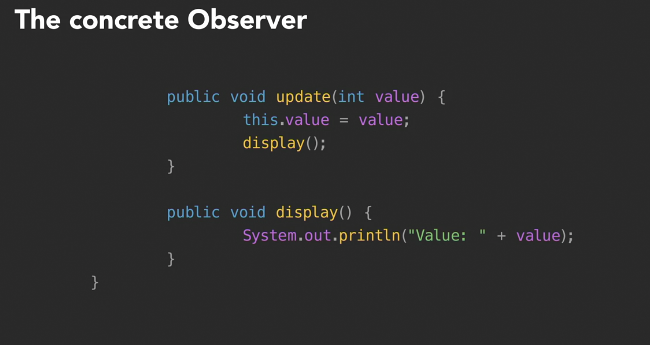 The concrete Observer
public void update(int value) {
this.value = value;
display();
}
public void display() {
System.out.println("Value: " + value);
}
}